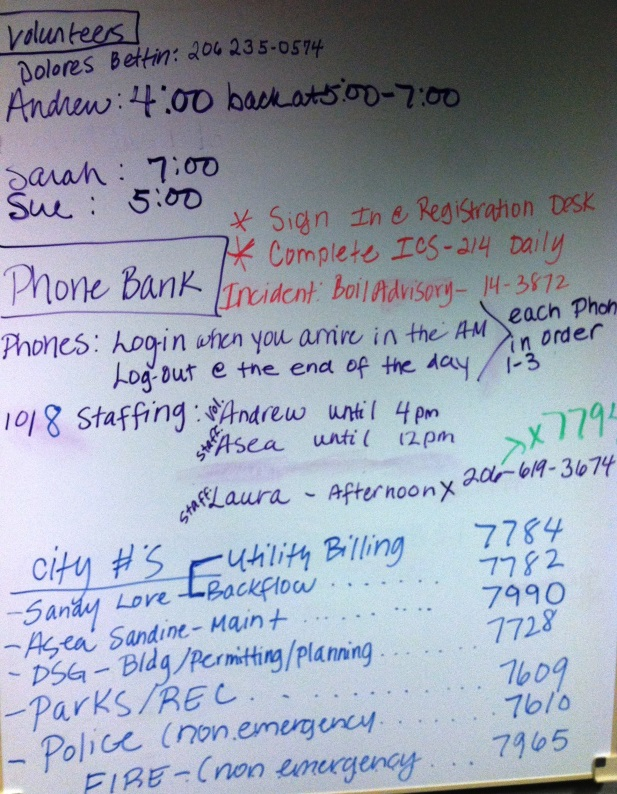 Volunteers
Dolores Bettin: 206 235-0574
Andrew: 4:00 back at 5:00-7:00
Sarah: 7:00
Sue: 5:00
* Sign In @ Registration Desk
* Complete ICS-214 Daily
Phone Bank
Incident: Boil Advisory - 14-3872
Phones: Login when you arrive in the AM
Log-out @ the end of the day
each Phon
in order
1-3
10/8 Staffing: Vol. Andrew until 4pm
staff Asea until 12pm
x779
staff Laura - Afternoon x 206-619-3674
City #'s
Utility Billing 7784
- Sandy Love - Backflow ........ 7782
- Asea Sandine - Maint ........ 7990
- DSG - Bldg/Permitting/Planning 7728
- Parks/REC ........ 7609
- Police (non.emergency ........ 7610
FIRE - (non emergency ... 7965